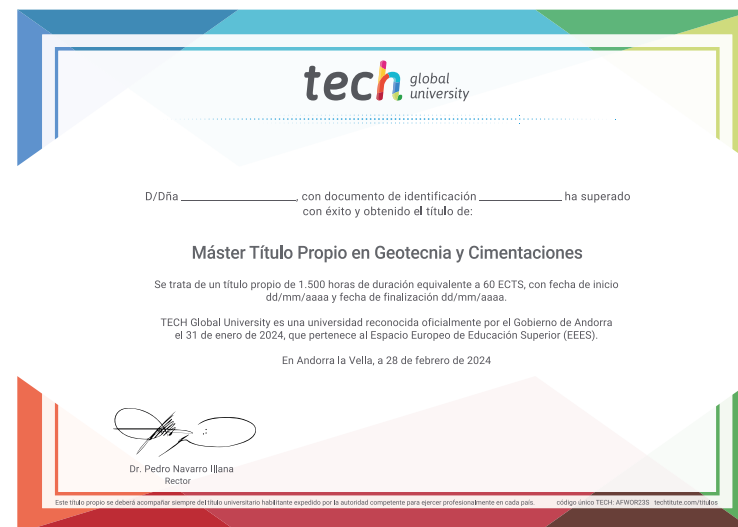 tech global university
D/Dña ____________________, con documento de identificación ______________ ha superado
con éxito y obtenido el título de:
Máster Título Propio en Geotecnia y Cimentaciones
Se trata de un título propio de 1.500 horas de duración equivalente a 60 ECTS, con fecha de inicio
dd/mm/aaaa y fecha de finalización dd/mm/aaaa.
TECH Global University es una universidad reconocida oficialmente por el Gobierno de Andorra
el 31 de enero de 2024, que pertenece al Espacio Europeo de Educación Superior (EEES).
En Andorra la Vella, a 28 de febrero de 2024
Dr. Pedro Navarro Illana
Rector
Este título propio se deberá acompañar siempre del título universitario habilitante expedido por la autoridad competente para ejercer profesionalmente en cada país. código único TECH: AFWOR23S techtitute.com/titulos